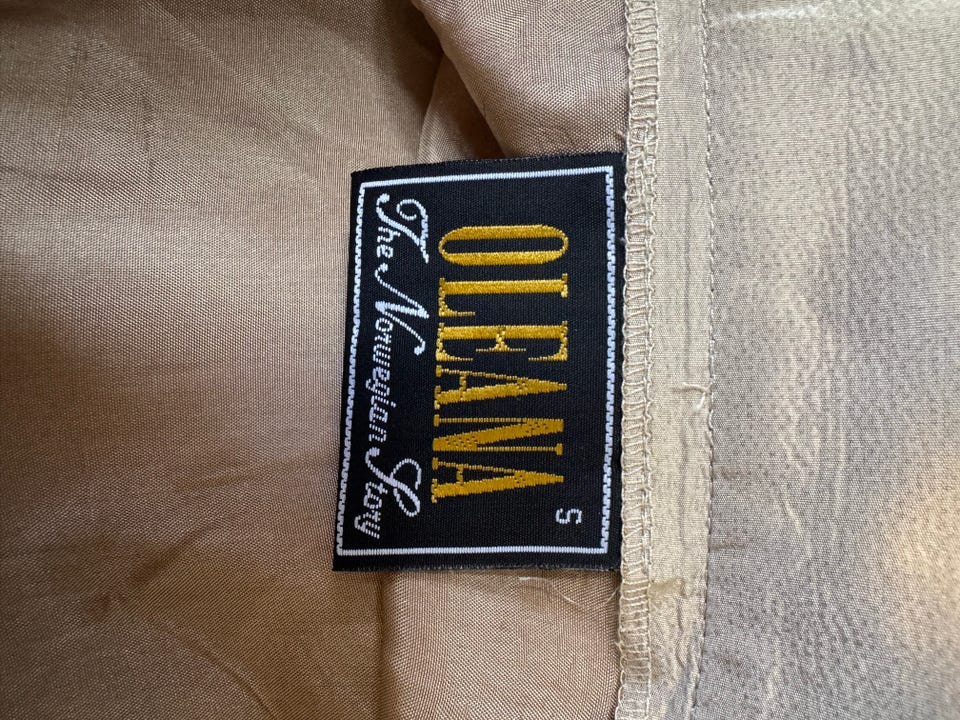 S
OLEANA
The Norwegian Story